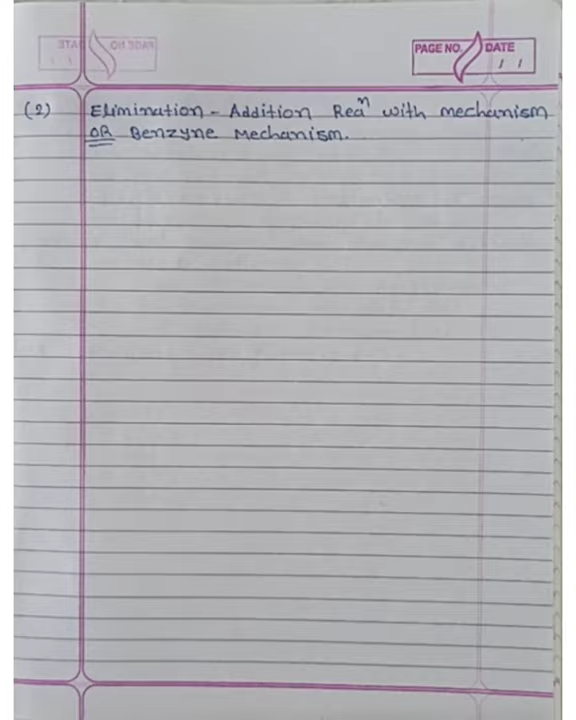 PAGE NO. DATE
/ /
(2) Elimination - Addition Reaⁿ with mechanism
OR Benzyne Mechanism.